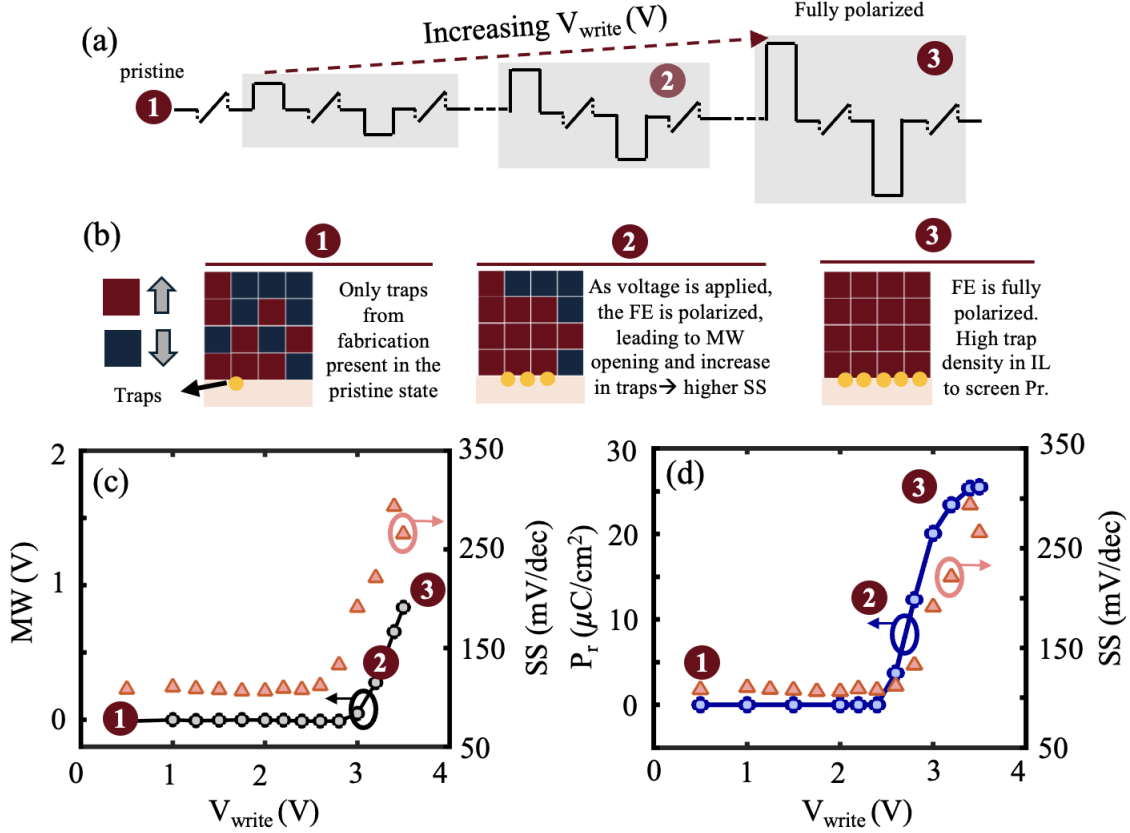 (a)
Increasing V_write (V)
Fully polarized
pristine
1
2
3
(b)
1
2
3
Traps
Only traps
from
fabrication
present in the
pristine state
As voltage is applied,
the FE is polarized,
leading to MW
opening and increase
in traps→ higher SS
FE is fully
polarized.
High trap
density in IL
to screen Pr.
(c)
MW (V)
2
1
0
0 1 2 3 4
V_write (V)
350
250
150
50
SS (mV/dec)
1
2
3
(d)
P_r (μC/cm²)
30
20
10
0
0 1 2 3 4
V_write (V)
350
250
150
50
SS (mV/dec)
1
2
3